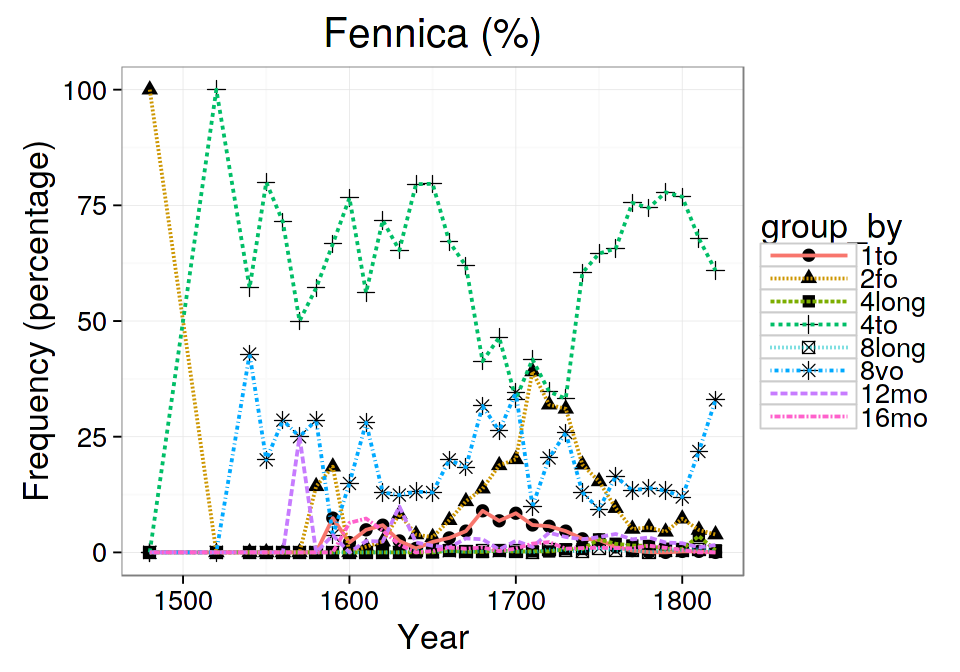 Fennica (%)
100
75
50
25
0
Frequency (percentage)
1500 1600 1700 1800
Year
group_by
1to
2fo
4long
4to
8long
8vo
12mo
16mo